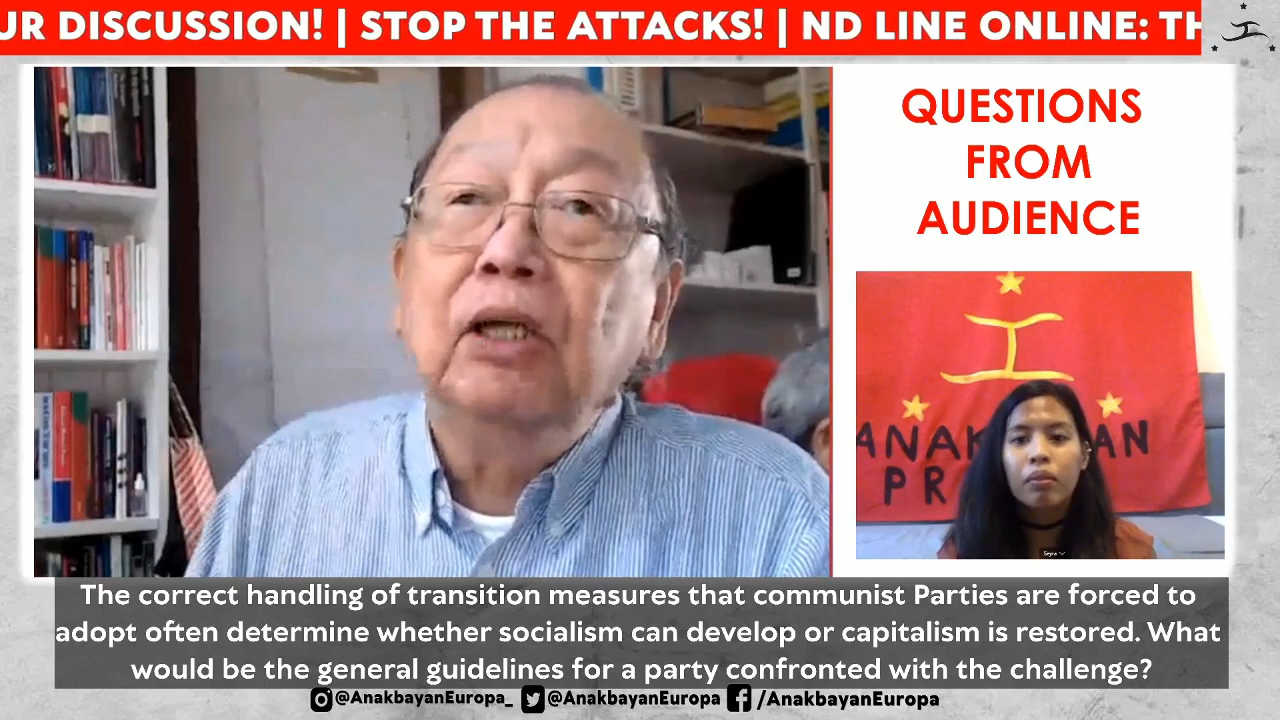 UR DISCUSSION! | STOP THE ATTACKS! | ND LINE ONLINE: TH
QUESTIONS
FROM
AUDIENCE
ANAK AN
PR
Seyra
The correct handling of transition measures that communist Parties are forced to
adopt often determine whether socialism can develop or capitalism is restored. What
would be the general guidelines for a party confronted with the challenge?
@AnakbayanEuropa_ @AnakbayanEuropa /AnakbayanEuropa